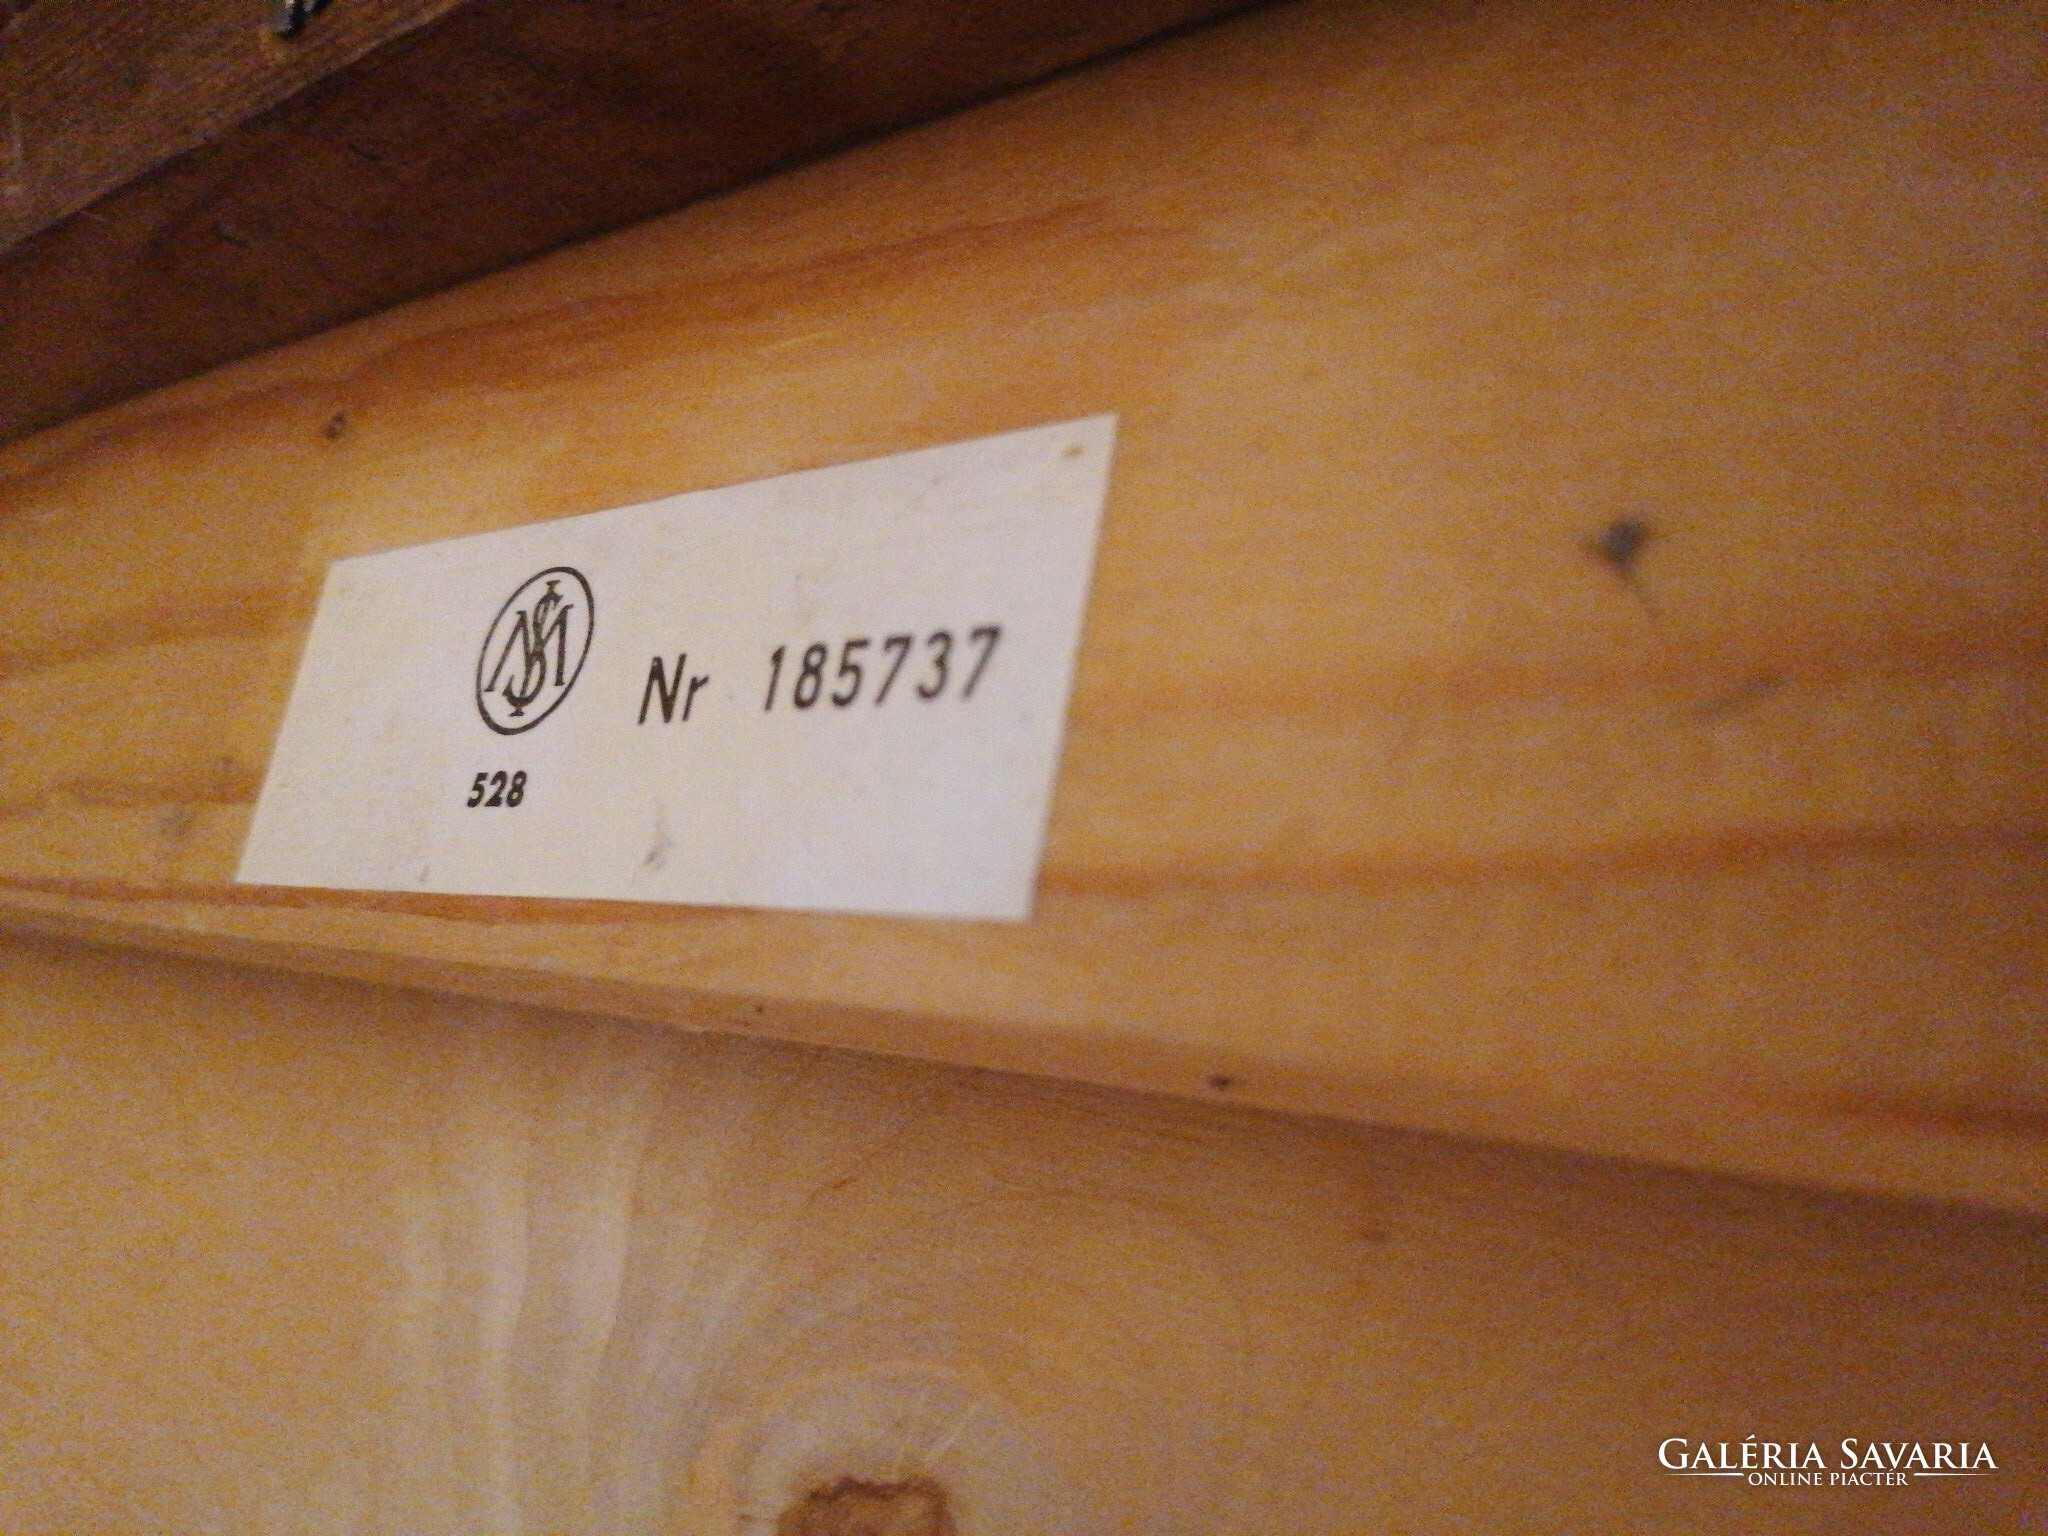 Nr 185737
528
GALÉRIA SAVARIA
ONLINE PIACTÉR